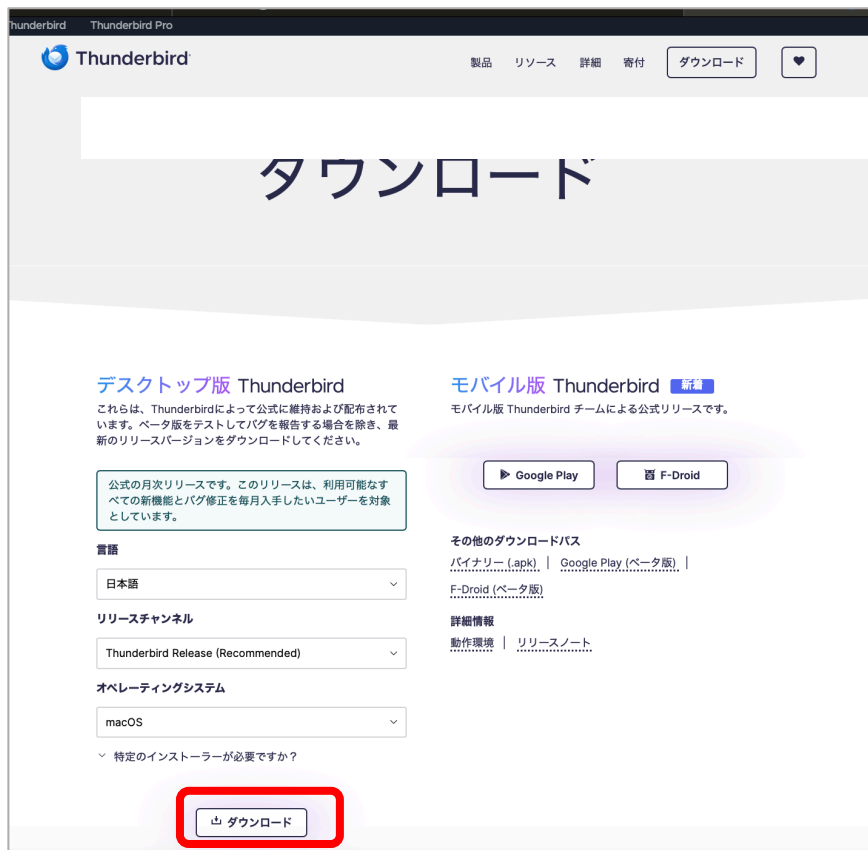 Thunderbird Thunderbird Pro
Thunderbird
製品 リソース 詳細 寄付 ダウンロード
ダウンロード
デスクトップ版 Thunderbird
これらは、Thunderbirdによって公式に維持および配布されて
います。ベータ版をテストしてバグを報告する場合を除き、最
新のリリースバージョンをダウンロードしてください。
公式の月次リリースです。このリリースは、利用可能なす
べての新機能とバグ修正を毎月入手したいユーザーを対象
としています。
言語
日本語
リリースチャンネル
Thunderbird Release (Recommended)
オペレーティングシステム
macOS
特定のインストーラーが必要ですか？
ダウンロード
モバイル版 Thunderbird 新着
モバイル版 Thunderbird チームによる公式リリースです。
Google Play F-Droid
その他のダウンロードパス
バイナリー (.apk) | Google Play (ベータ版) |
F-Droid (ベータ版)
詳細情報
動作環境 | リリースノート